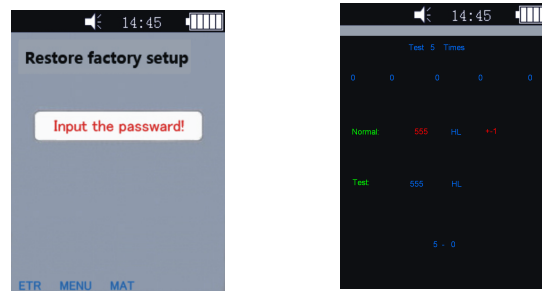 14:45
Restore factory setup
Input the passward!
ETR MENU MAT
14:45
Test 5 Times
0 0 0 0 0
Normal: 555 HL +-1
Test: 555 HL
5 - 0